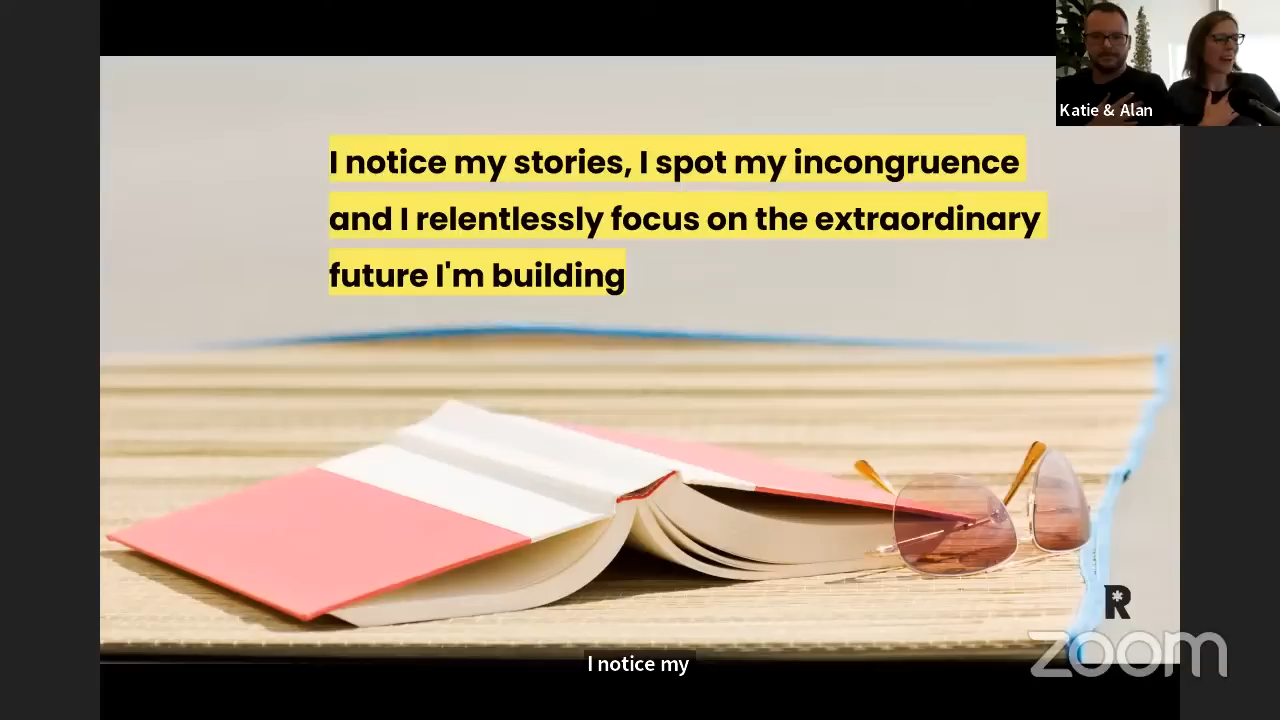 Katie & Alan
I notice my stories, I spot my incongruence
and I relentlessly focus on the extraordinary
future I'm building
R
zoom
I notice my